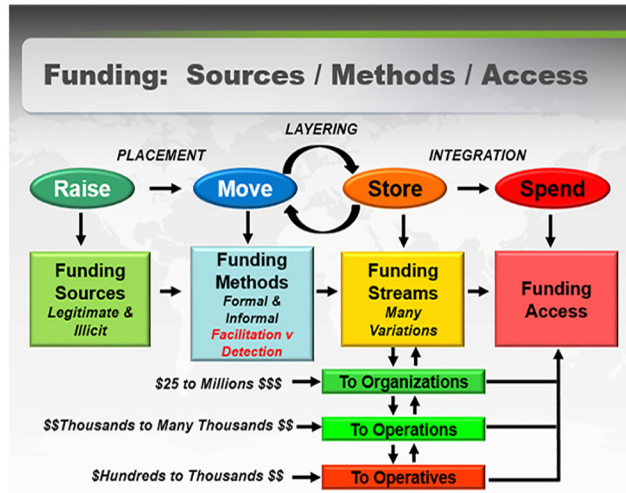 Funding: Sources / Methods / Access
LAYERING
PLACEMENT
INTEGRATION
Raise
Move
Store
Spend
Funding
Sources
Legitimate &
Illicit
Funding
Methods
Formal &
Informal
Facilitation v
Detection
Funding
Streams
Many
Variations
Funding
Access
$25 to Millions $$$
To Organizations
$$Thousands to Many Thousands $$
To Operations
$Hundreds to Thousands $$
To Operatives